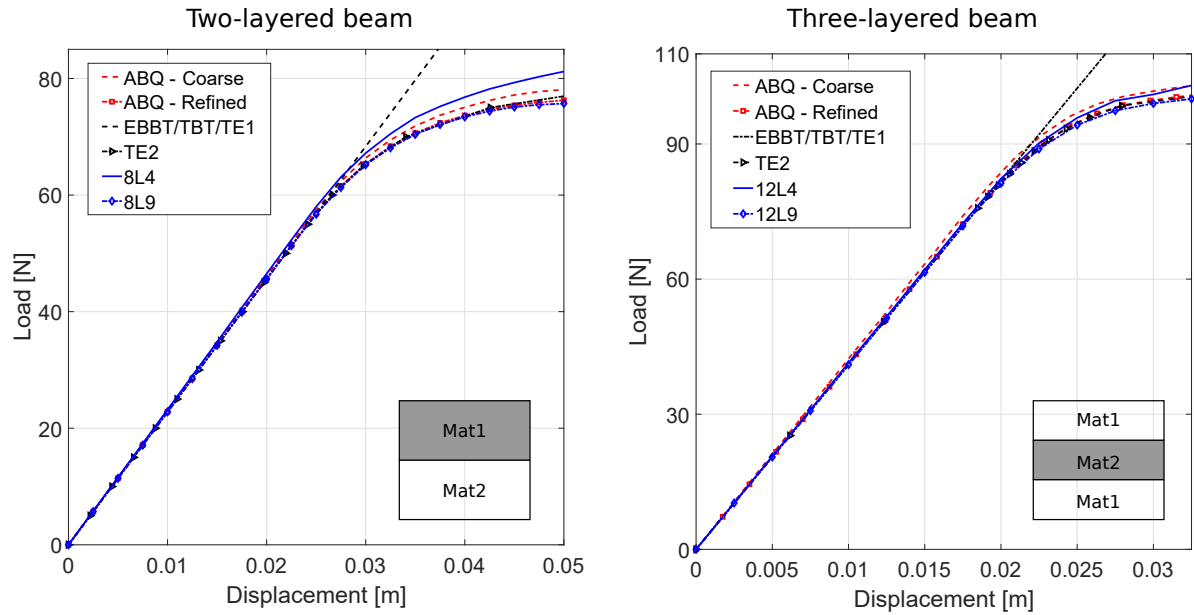 Two-layered beam
ABQ - Coarse
ABQ - Refined
EBBT/TBT/TE1
TE2
8L4
8L9
Load [N]
80
60
40
20
0
0 0.01 0.02 0.03 0.04 0.05
Displacement [m]
Mat1
Mat2
Three-layered beam
ABQ - Coarse
ABQ - Refined
EBBT/TBT/TE1
TE2
12L4
12L9
Load [N]
110
90
60
30
0
0 0.005 0.01 0.015 0.02 0.025 0.03
Displacement [m]
Mat1
Mat2
Mat1